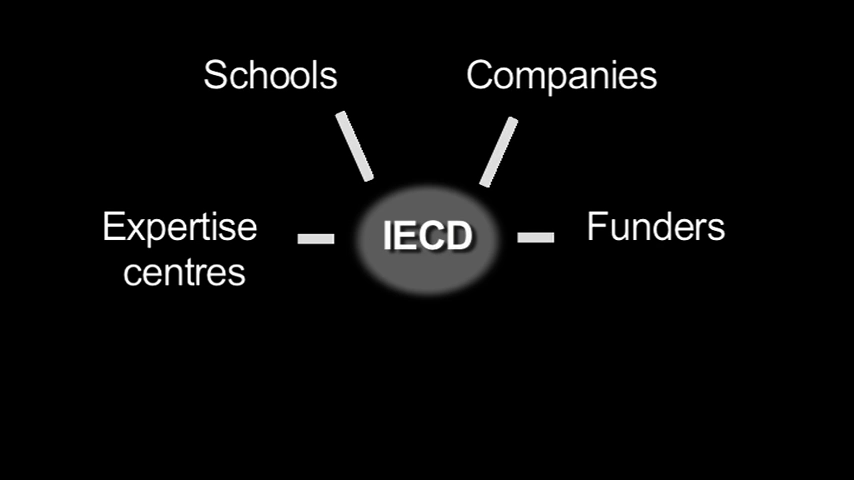 Schools
Companies
Expertise
centres
IECD
Funders